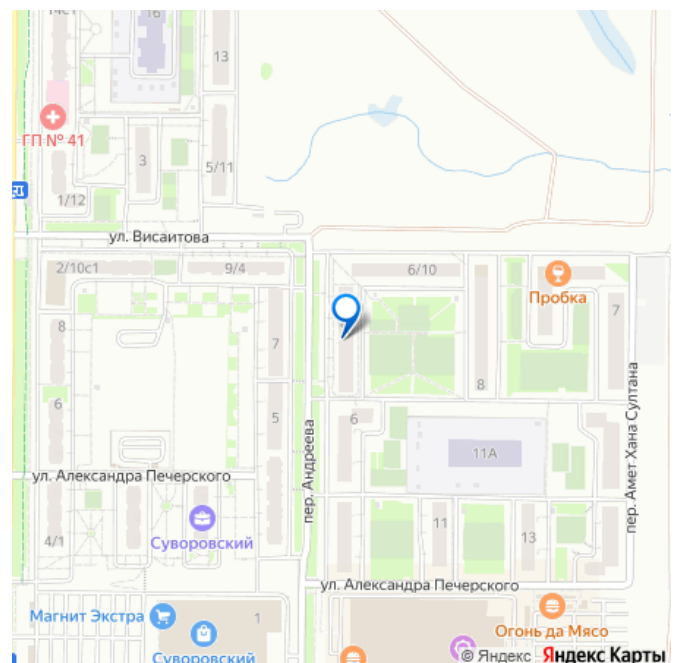 14с1
16
13
ГП № 41
3
5/11
1/12
ул. Висаитова
2/10с1
9/4
6/10
Пробка
7
8
7
8
6
5
6
11А
ул. Александра Печерского
пер. Андреева
пер. Амет Хана Султана
4/1
Суворовский
11
13
ул. Александра Печерского
Магнит Экстра
1
Огонь да Мясо
Суворовский
© Яндекс Яндекс Карты